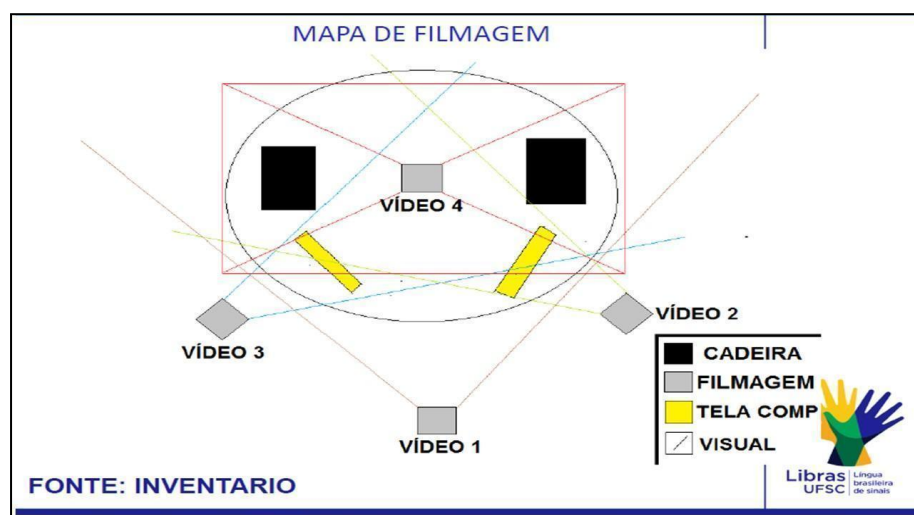 MAPA DE FILMAGEM
VÍDEO 4
VÍDEO 2
VÍDEO 3
VÍDEO 1
CADEIRA
FILMAGEM
TELA COMP
VISUAL
FONTE: INVENTARIO
Libras
UFSC
Língua
brasileira
de sinais